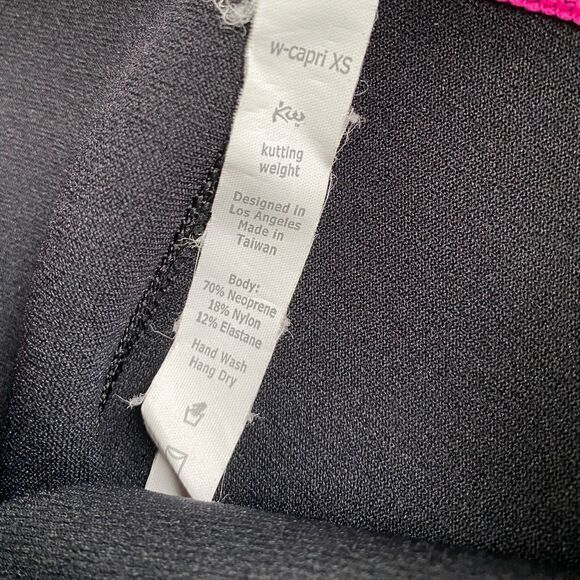 w-capri XS
kw
kutting
weight
Designed in
Los Angeles
Made in
Taiwan
Body:
70% Neoprene
18% Nylon
12% Elastane
Hand Wash
Hang Dry